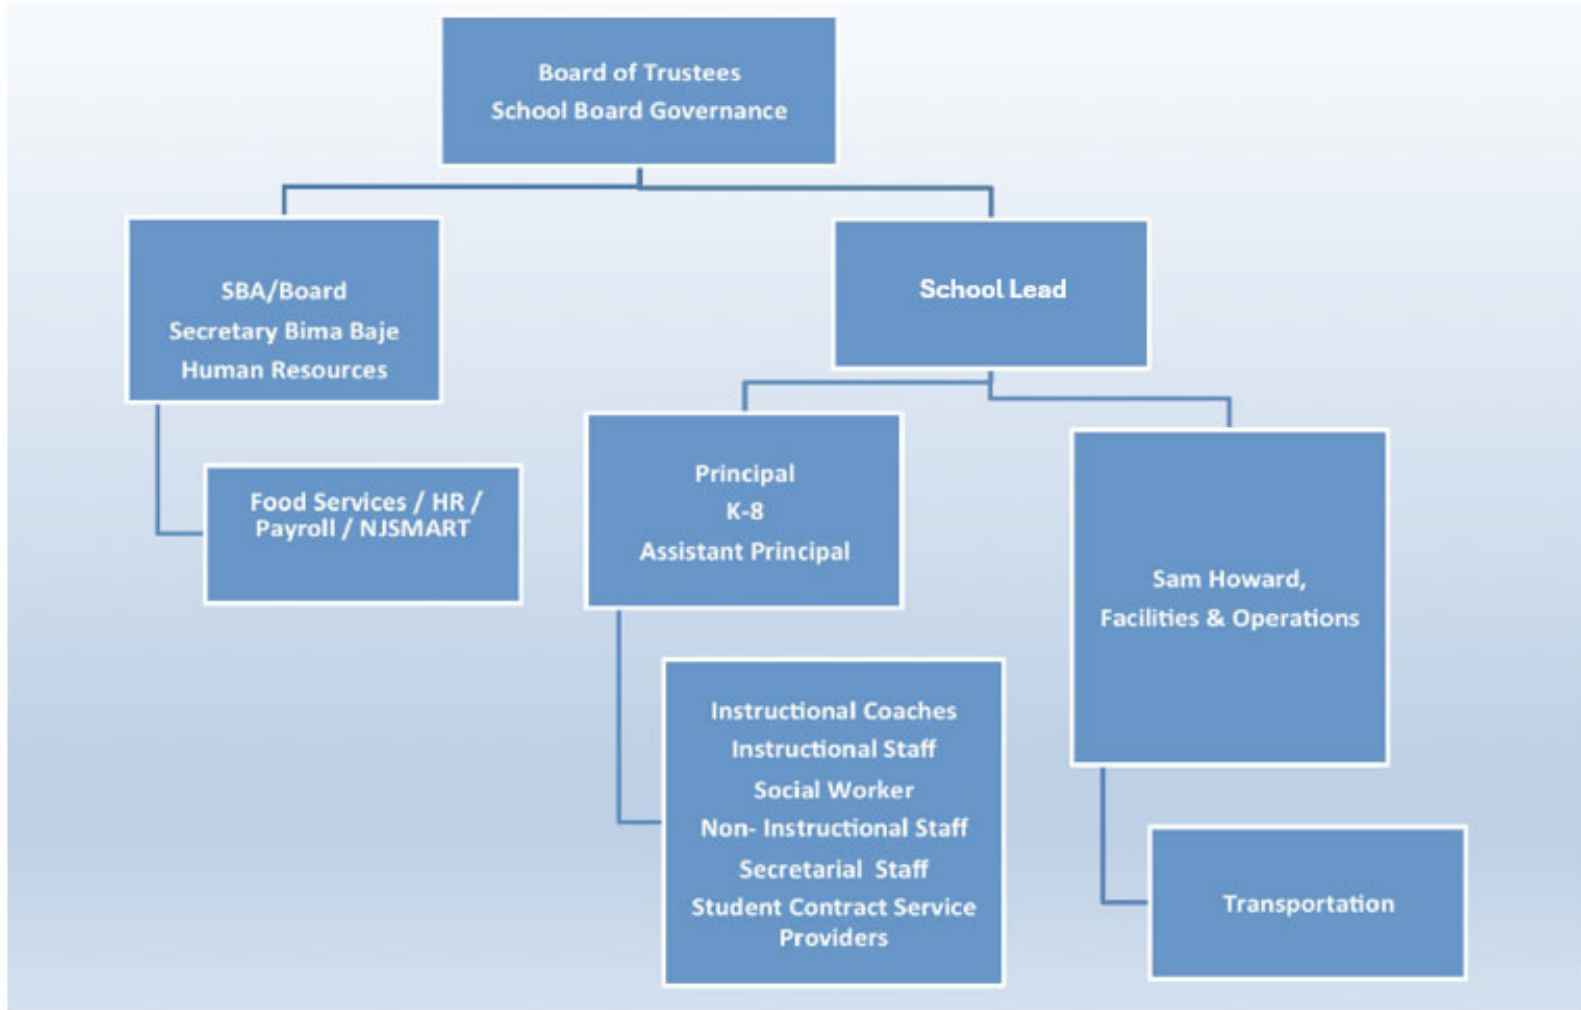 Board of Trustees
School Board Governance
SBA/Board
Secretary Bima Baje
Human Resources
School Lead
Food Services / HR /
Payroll / NJSMART
Principal
K-8
Assistant Principal
Sam Howard,
Facilities & Operations
Instructional Coaches
Instructional Staff
Social Worker
Non- Instructional Staff
Secretarial  Staff
Student Contract Service
Providers
Transportation